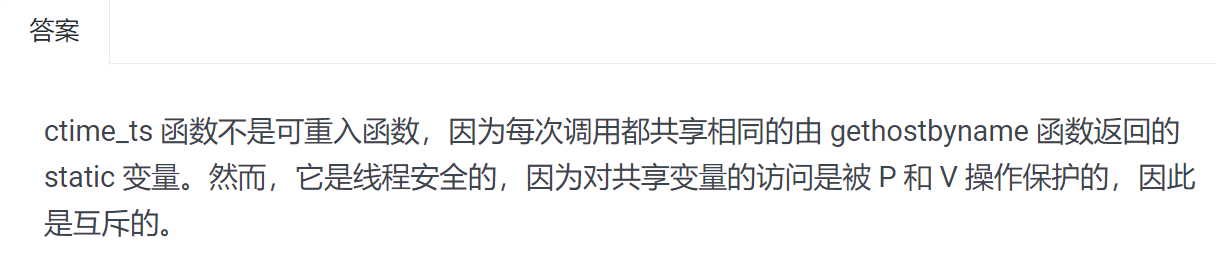 答案
ctime_ts 函数不是可重入函数，因为每次调用都共享相同的由 gethostbyname 函数返回的
static 变量。然而，它是线程安全的，因为对共享变量的访问是被 P 和 V 操作保护的，因此
是互斥的。